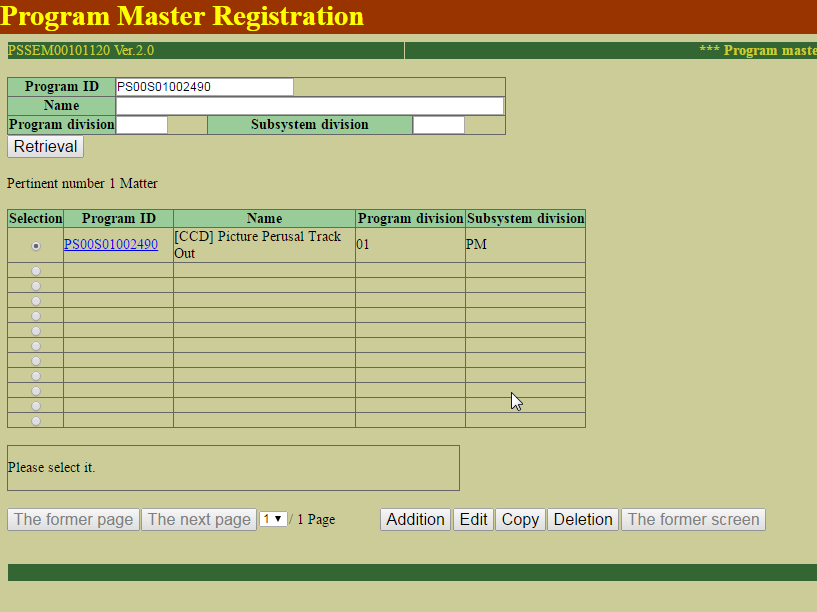 Program Master Registration
PSSEM00101120 Ver.2.0 *** Program maste
Program ID PS00S01002490
Name
Program division Subsystem division
Retrieval
Pertinent number 1 Matter
Selection Program ID Name Program division Subsystem division
PS00S01002490 [CCD] Picture Perusal Track 01 PM
Out
Please select it.
The former page The next page 1 / 1 Page Addition Edit Copy Deletion The former screen